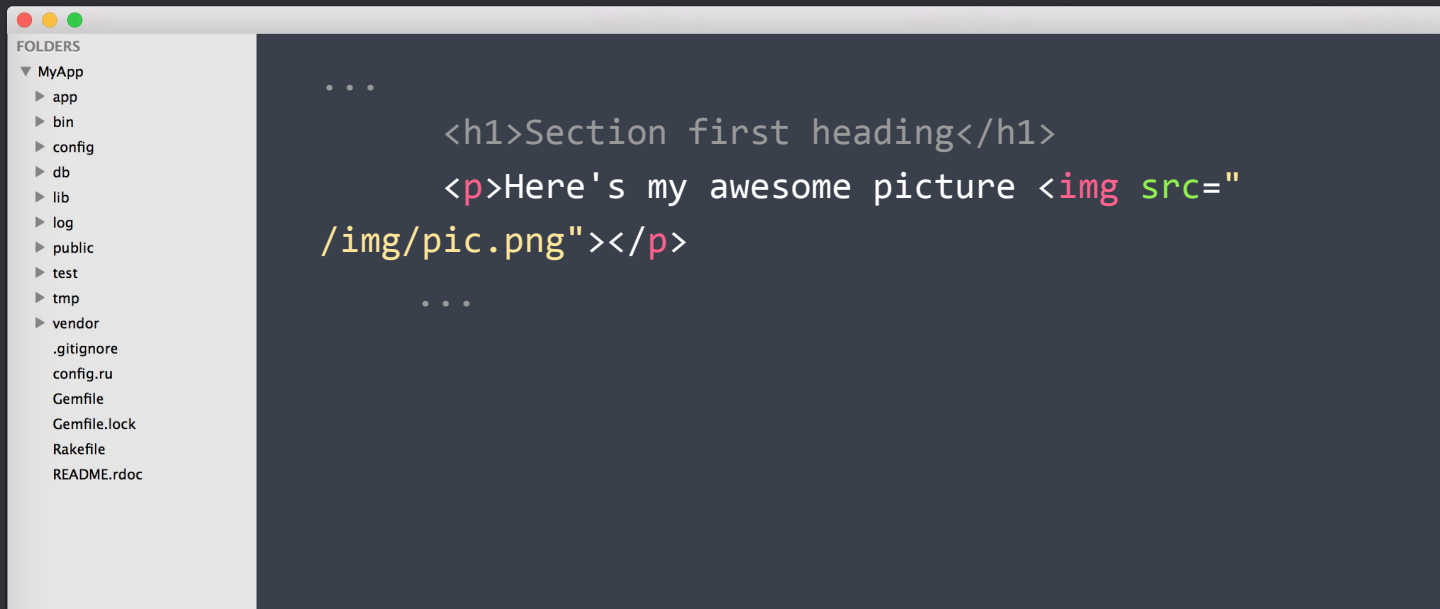 FOLDERS
MyApp
app
bin
config
db
lib
log
public
test
tmp
vendor
.gitignore
config.ru
Gemfile
Gemfile.lock
Rakefile
README.rdoc
...
<h1>Section first heading</h1>
<p>Here's my awesome picture <img src="
/img/pic.png"></p>
...